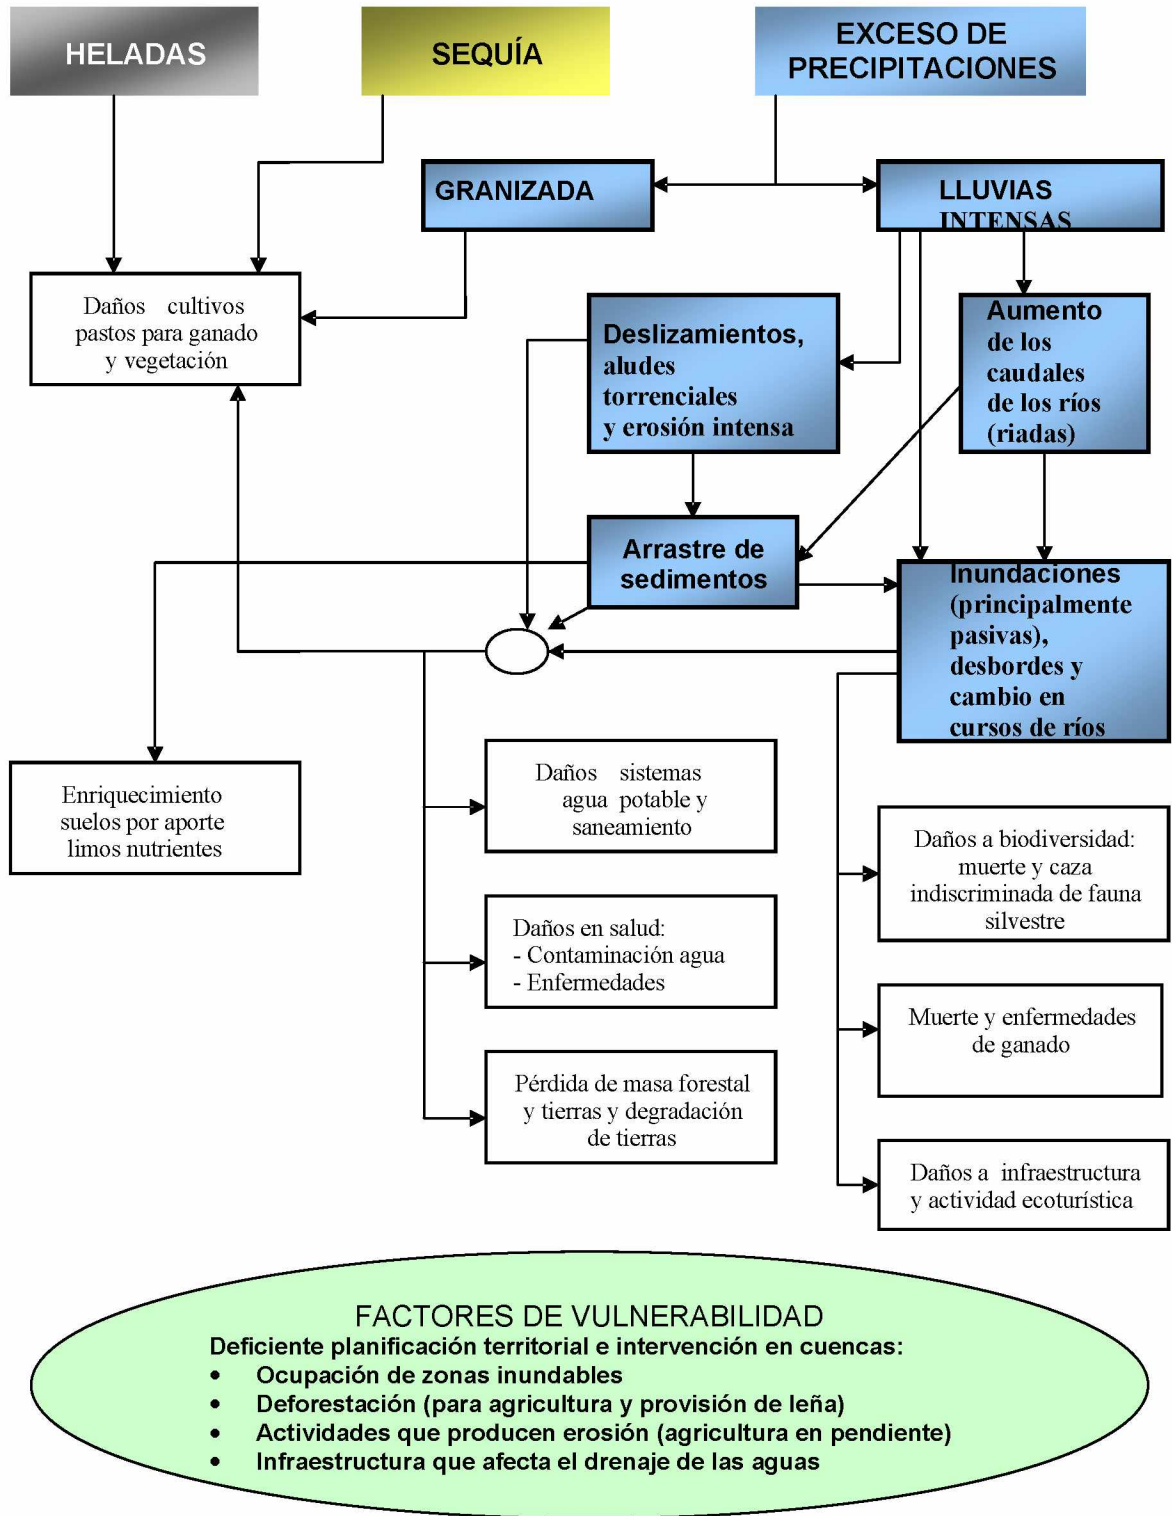 HELADAS
SEQUÍA
EXCESO DE
PRECIPITACIONES
GRANIZADA
LLUVIAS
INTENSAS
Daños cultivos
pastos para ganado
y vegetación
Deslizamientos,
aludes
torrenciales
y erosión intensa
Aumento
de los
caudales
de los ríos
(riadas)
Arrastre de
sedimentos
Inundaciones
(principalmente
pasivas),
desbordes y
cambio en
cursos de ríos
Enriquecimiento
suelos por aporte
limos nutrientes
Daños sistemas
agua potable y
saneamiento
Daños a biodiversidad:
muerte y caza
indiscriminada de fauna
silvestre
Daños en salud:
- Contaminación agua
- Enfermedades
Muerte y enfermedades
de ganado
Pérdida de masa forestal
y tierras y degradación
de tierras
Daños a infraestructura
y actividad ecoturística
FACTORES DE VULNERABILIDAD
Deficiente planificación territorial e intervención en cuencas:
• Ocupación de zonas inundables
• Deforestación (para agricultura y provisión de leña)
• Actividades que producen erosión (agricultura en pendiente)
• Infraestructura que afecta el drenaje de las aguas